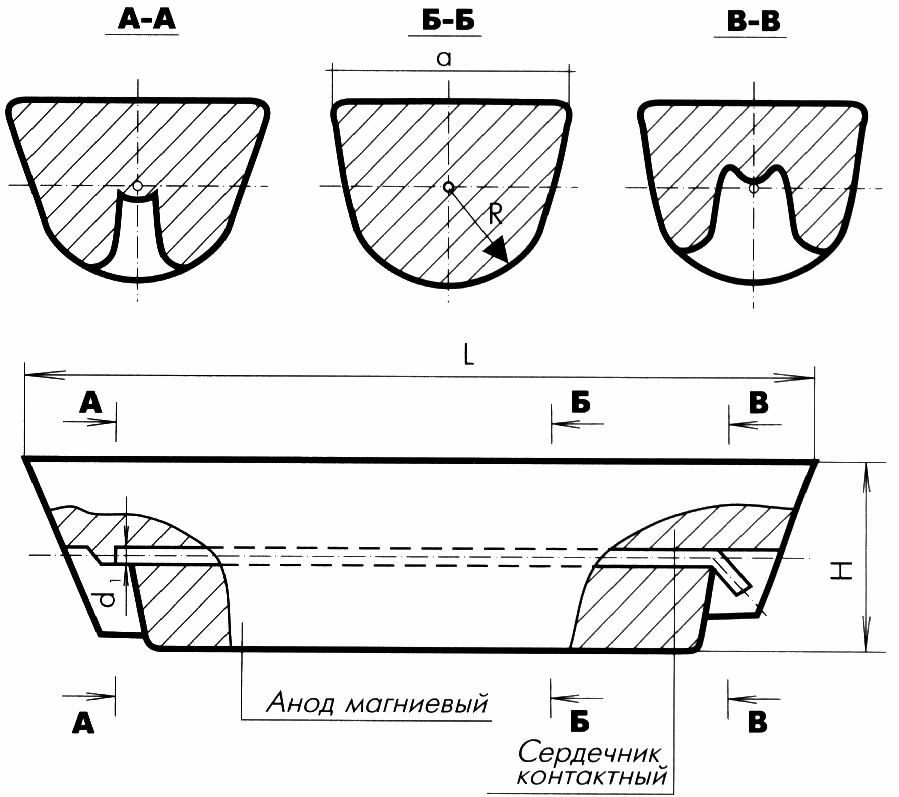 А-А
Б-Б
В-В
a
R
L
А
Б
В
d1
H
Анод магниевый
А
Б
В
Сердечник
контактный